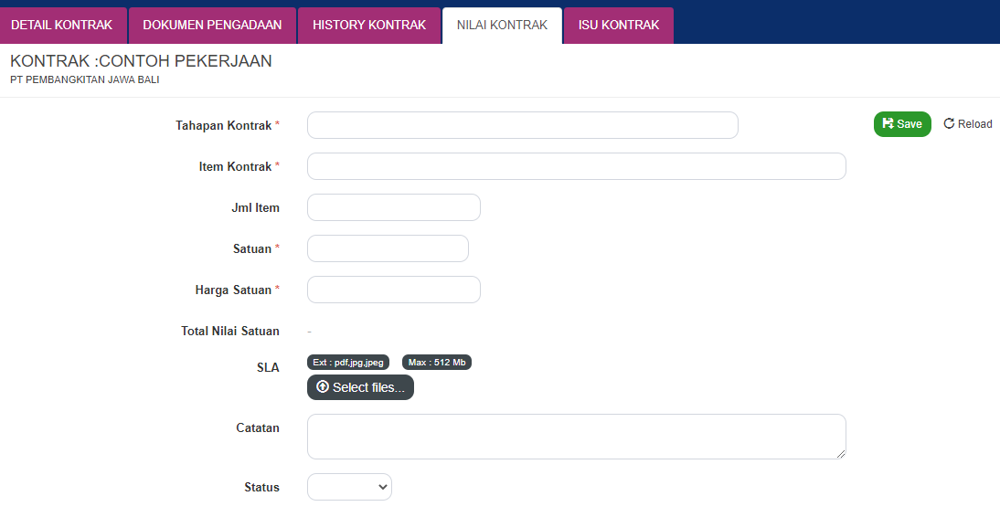 DETAIL KONTRAK DOKUMEN PENGADAAN HISTORY KONTRAK NILAI KONTRAK ISU KONTRAK
KONTRAK :CONTOH PEKERJAAN
PT PEMBANGKITAN JAWA BALI
Tahapan Kontrak * Save Reload
Item Kontrak *
Jml Item
Satuan *
Harga Satuan *
Total Nilai Satuan -
SLA Ext : pdf,jpg,jpeg Max : 512 Mb
Select files...
Catatan
Status